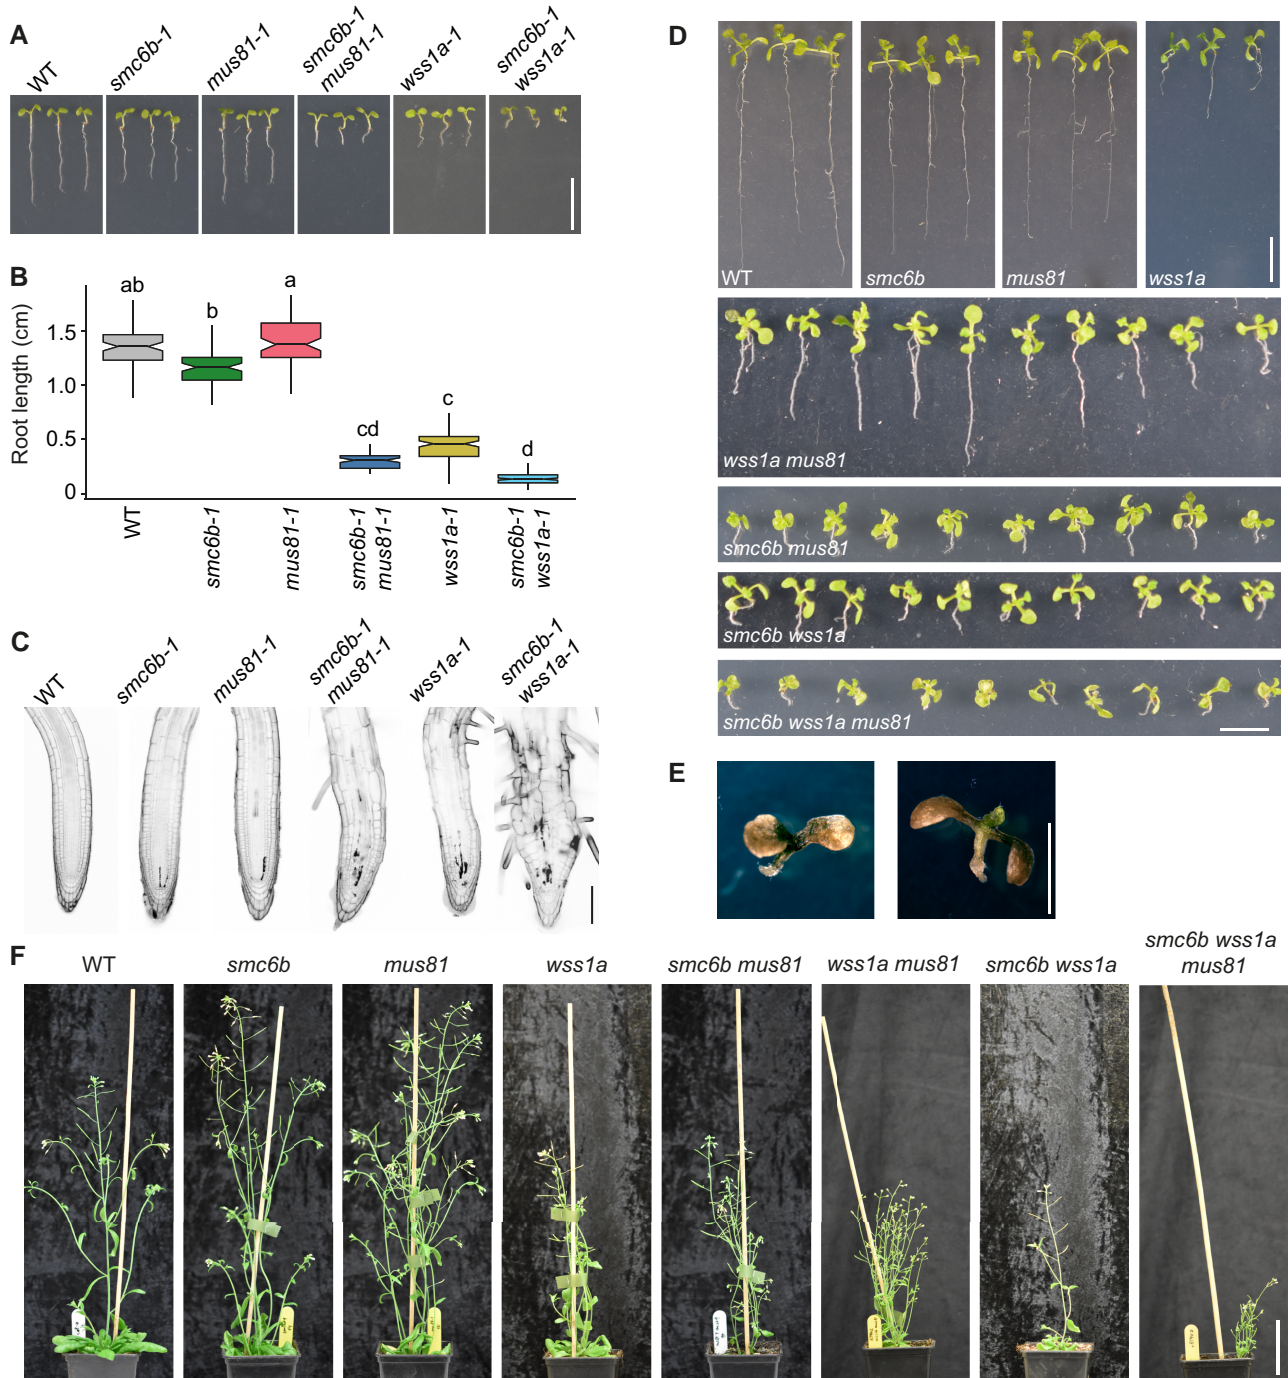 A
WT
smc6b-1
mus81-1
smc6b-1
mus81-1
wss1a-1
smc6b-1
wss1a-1
B
Root length (cm)
1.5
1.0
0.5
0
ab
b
a
cd
c
d
WT
smc6b-1
mus81-1
smc6b-1
mus81-1
wss1a-1
smc6b-1
wss1a-1
C
WT
smc6b-1
mus81-1
smc6b-1
mus81-1
wss1a-1
smc6b-1
wss1a-1
D
WT
smc6b
mus81
wss1a
wss1a mus81
smc6b mus81
smc6b wss1a
smc6b wss1a mus81
E
F
WT
smc6b
mus81
wss1a
smc6b mus81
wss1a mus81
smc6b wss1a
smc6b wss1a
mus81